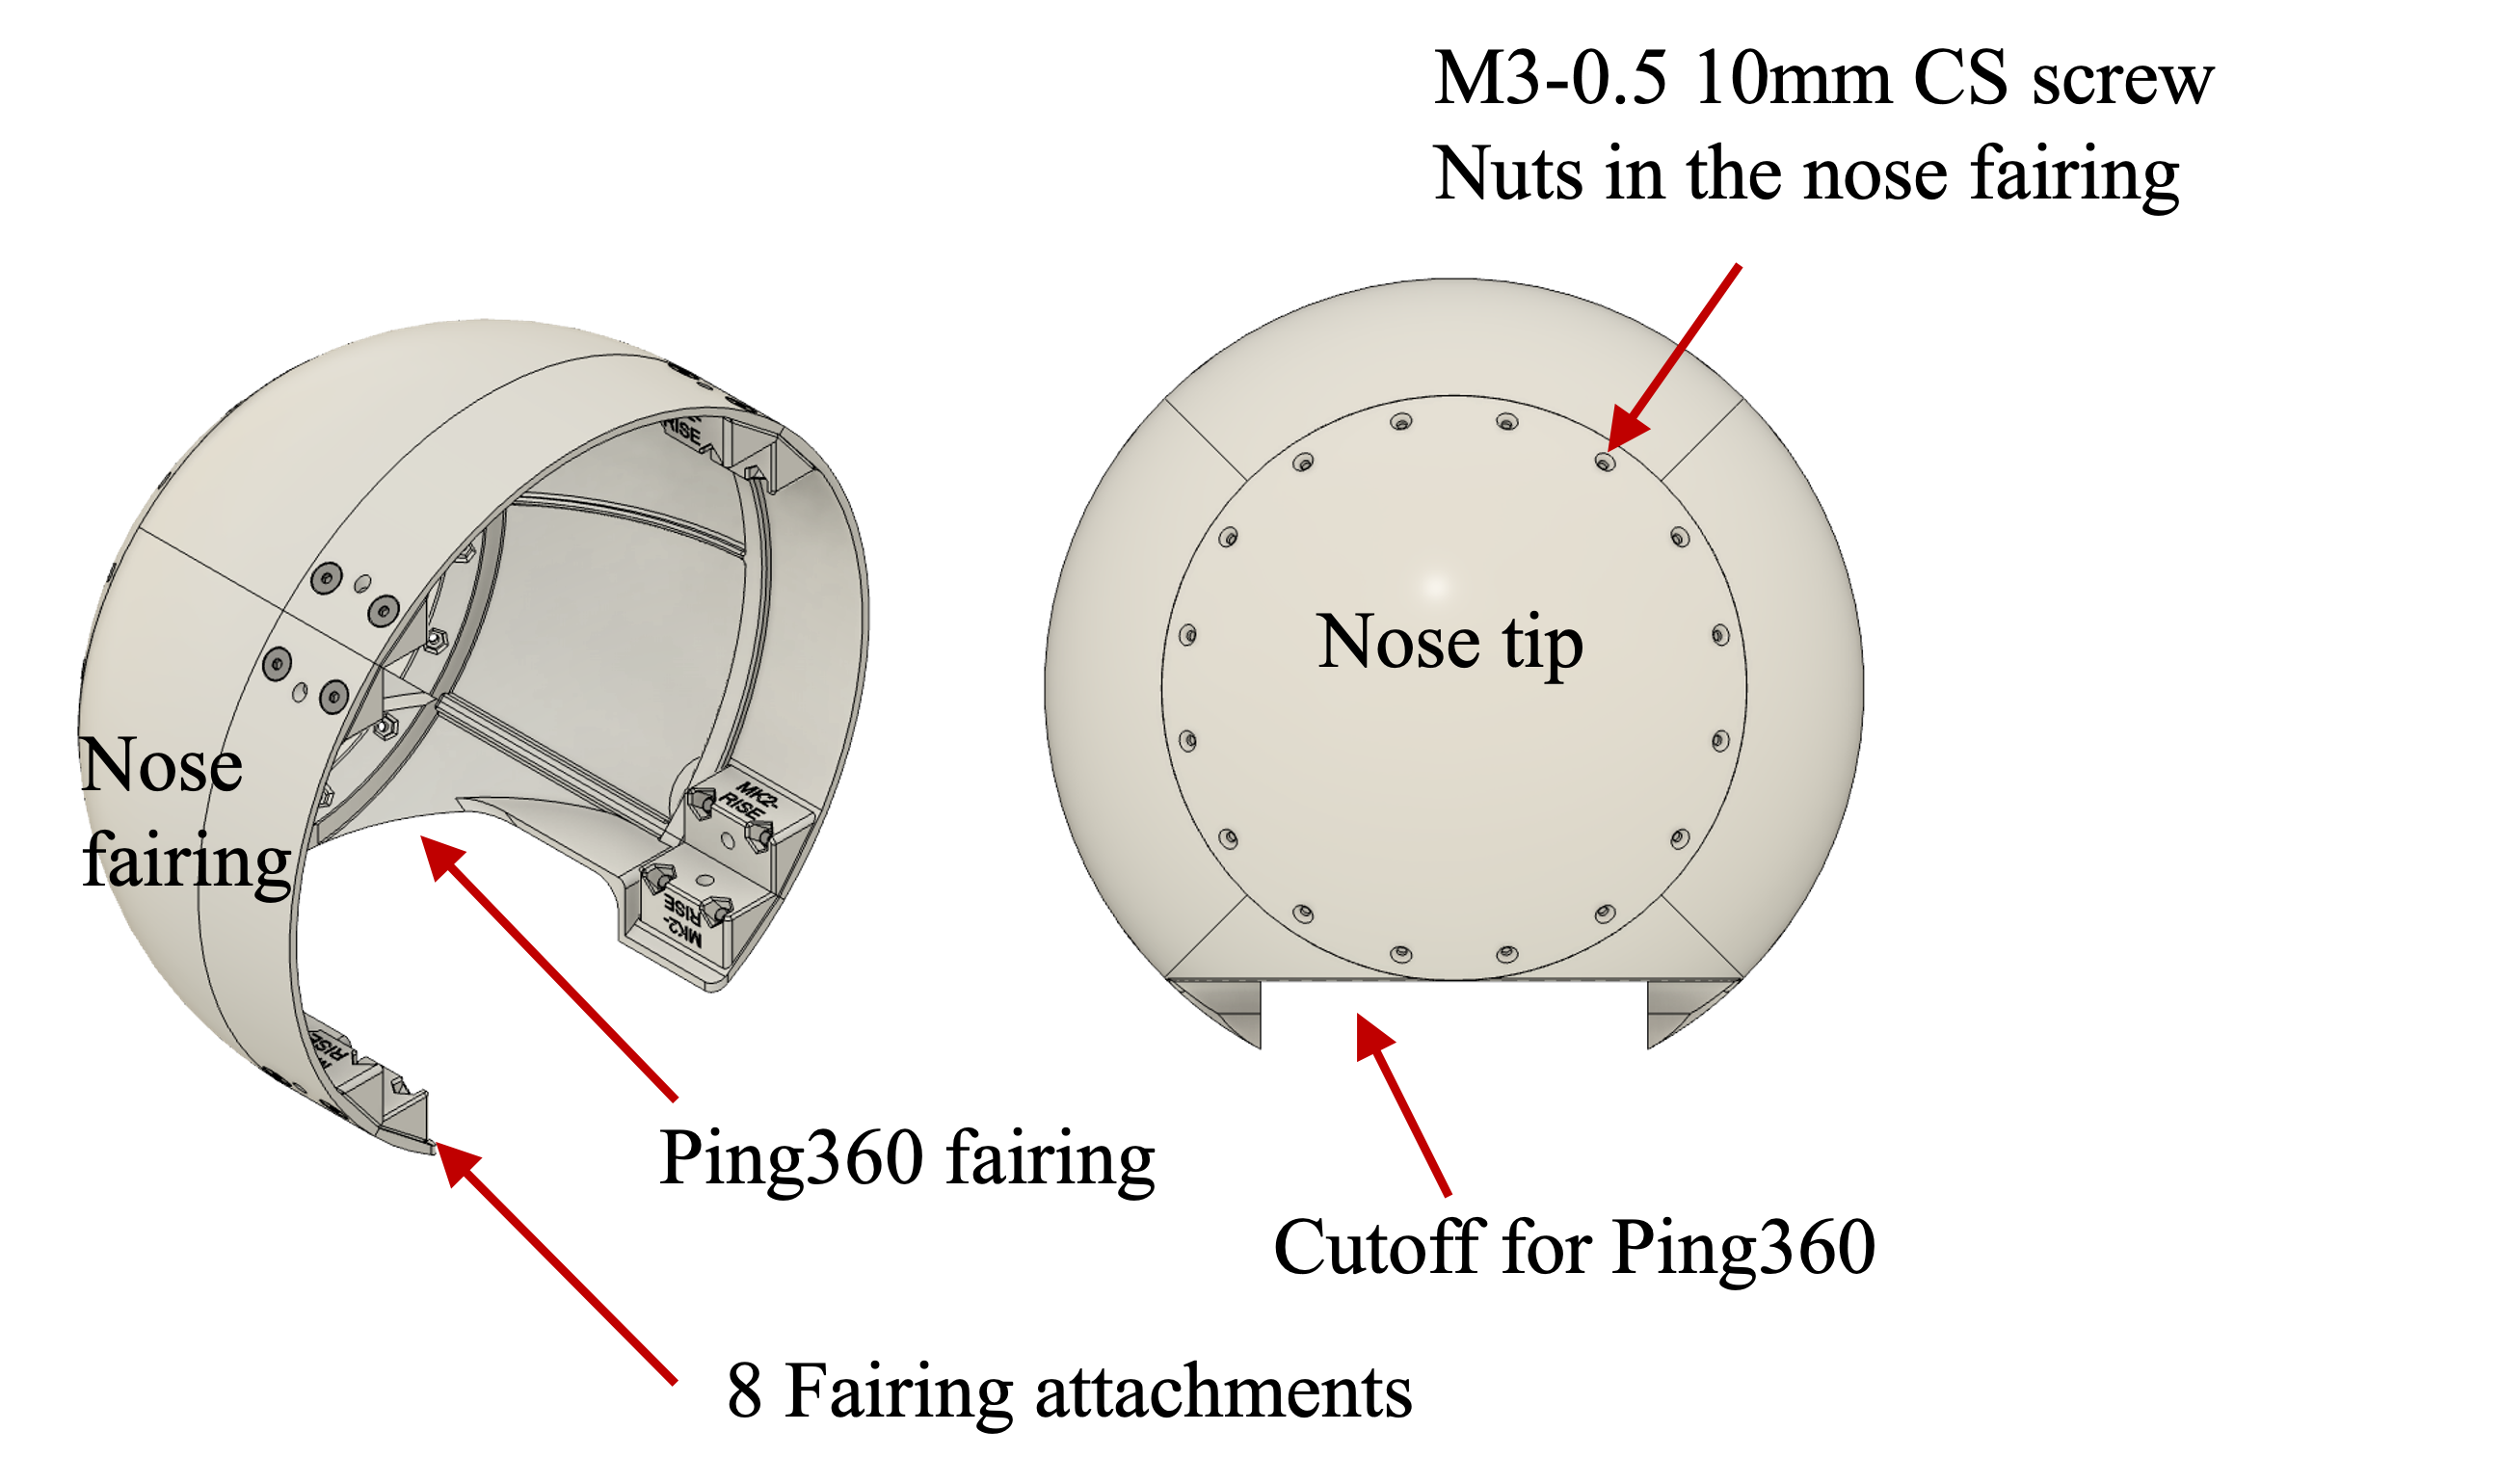 M3-0.5 10mm CS screw
Nuts in the nose fairing
RISE
Nose tip
Nose
fairing
MK2-
RISE
RISE
MK2-
RISE
Ping360 fairing
Cutoff for Ping360
8 Fairing attachments